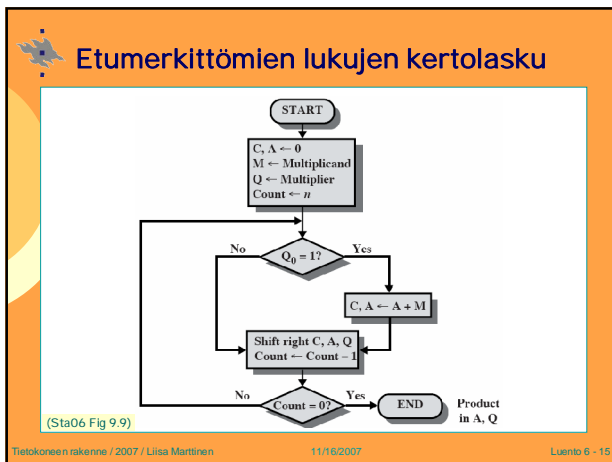 Etumerkittömien lukujen kertolasku
START
C, A ← 0
M ← Multiplicand
Q ← Multiplier
Count ← n
No
Yes
Q0 = 1?
C, A ← A + M
Shift right C, A, Q
Count ← Count – 1
No
Yes
Count = 0?
END
Product
in A, Q
(Sta06 Fig 9.9)
Tietokoneen rakenne / 2007 / Liisa Marttinen
11/16/2007
Luento 6 - 15